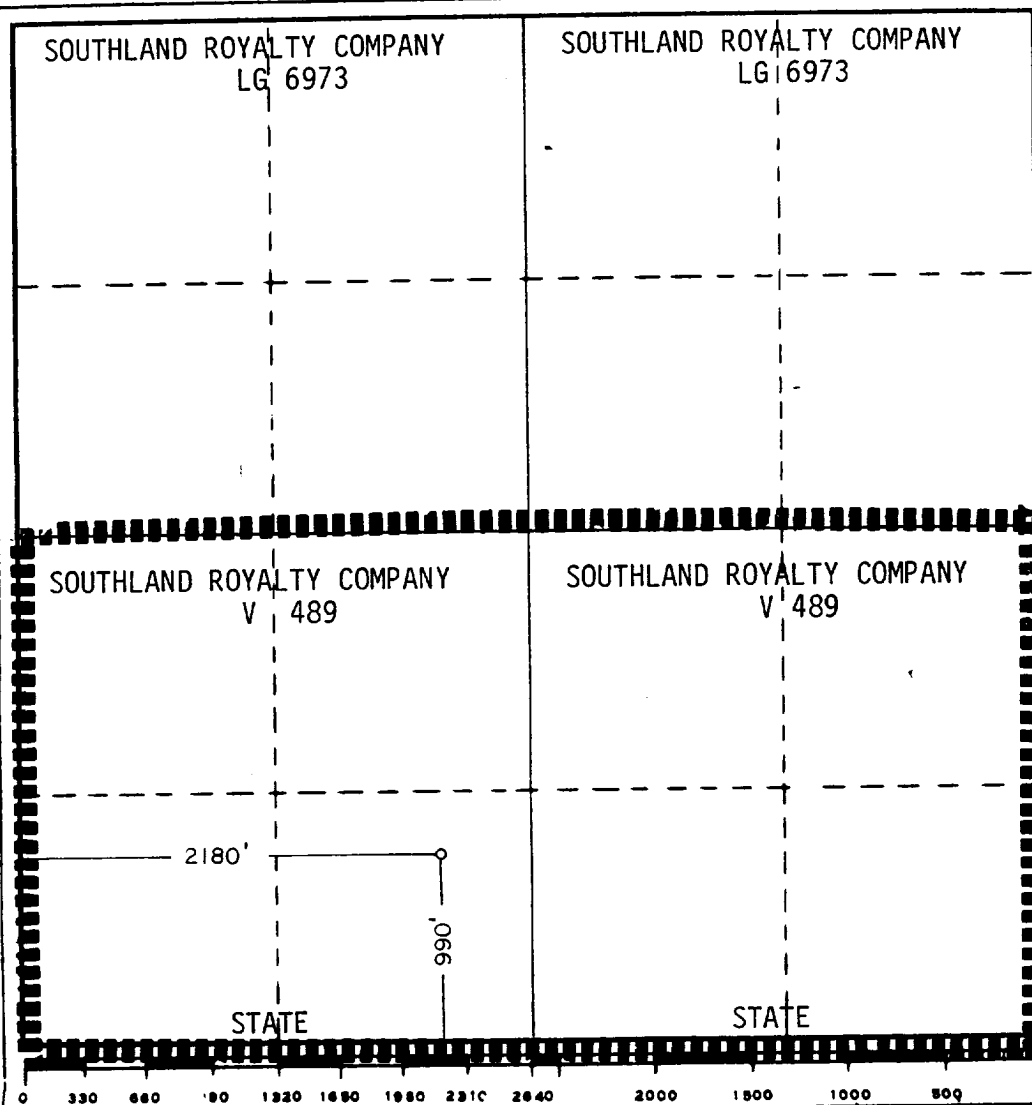 SOUTHLAND ROYALTY COMPANY
LG 6973
SOUTHLAND ROYALTY COMPANY
LG 6973
SOUTHLAND ROYALTY COMPANY
V 489
SOUTHLAND ROYALTY COMPANY
V 489
2180'
990'
STATE
STATE
0 330 660 1320 1650 1980 2310 2640 2000 1500 1000 500